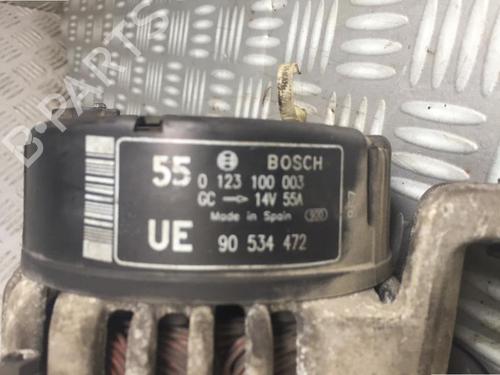 B-PARTS
55 BOSCH
0 123 100 003
GC → 14V 55A
Made in Spain
UE 90 534 472